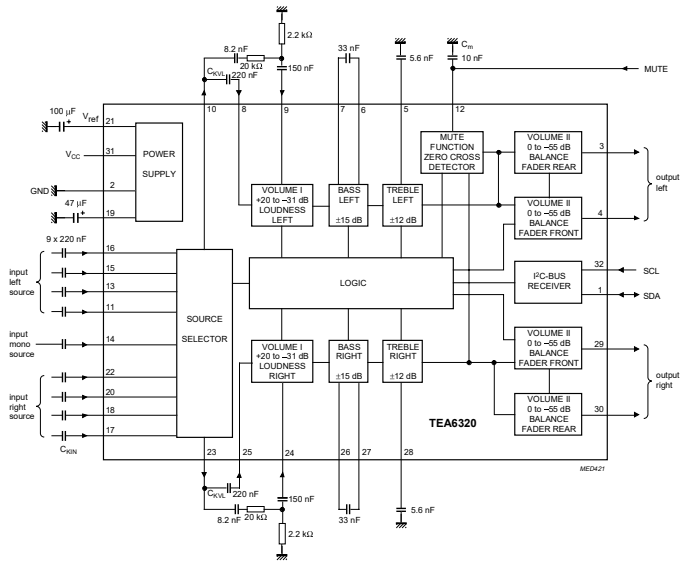 2.2 kΩ
8.2 nF
20 kΩ
150 nF
C_KVL
220 nF
33 nF
5.6 nF
C_m
10 nF
MUTE
10
8
9
7
6
5
12
100 µF
+
V_ref
21
V_CC
31
GND
2
47 µF
+
19
POWER
SUPPLY
MUTE
FUNCTION
ZERO CROSS
DETECTOR
VOLUME II
0 to –55 dB
BALANCE
FADER REAR
3
output
left
VOLUME I
+20 to –31 dB
LOUDNESS
LEFT
BASS
LEFT
±15 dB
TREBLE
LEFT
±12 dB
VOLUME II
0 to –55 dB
BALANCE
FADER FRONT
4
9 x 220 nF
16
input
left
source
15
13
11
input
mono
source
14
22
input
right
source
20
18
17
C_KIN
SOURCE
SELECTOR
LOGIC
I²C-BUS
RECEIVER
32
SCL
1
SDA
VOLUME I
+20 to –31 dB
LOUDNESS
RIGHT
BASS
RIGHT
±15 dB
TREBLE
RIGHT
±12 dB
VOLUME II
0 to –55 dB
BALANCE
FADER FRONT
29
output
right
VOLUME II
0 to –55 dB
BALANCE
FADER REAR
30
TEA6320
23
25
24
26
27
28
MED421
C_KVL
220 nF
150 nF
8.2 nF
20 kΩ
33 nF
5.6 nF
2.2 kΩ